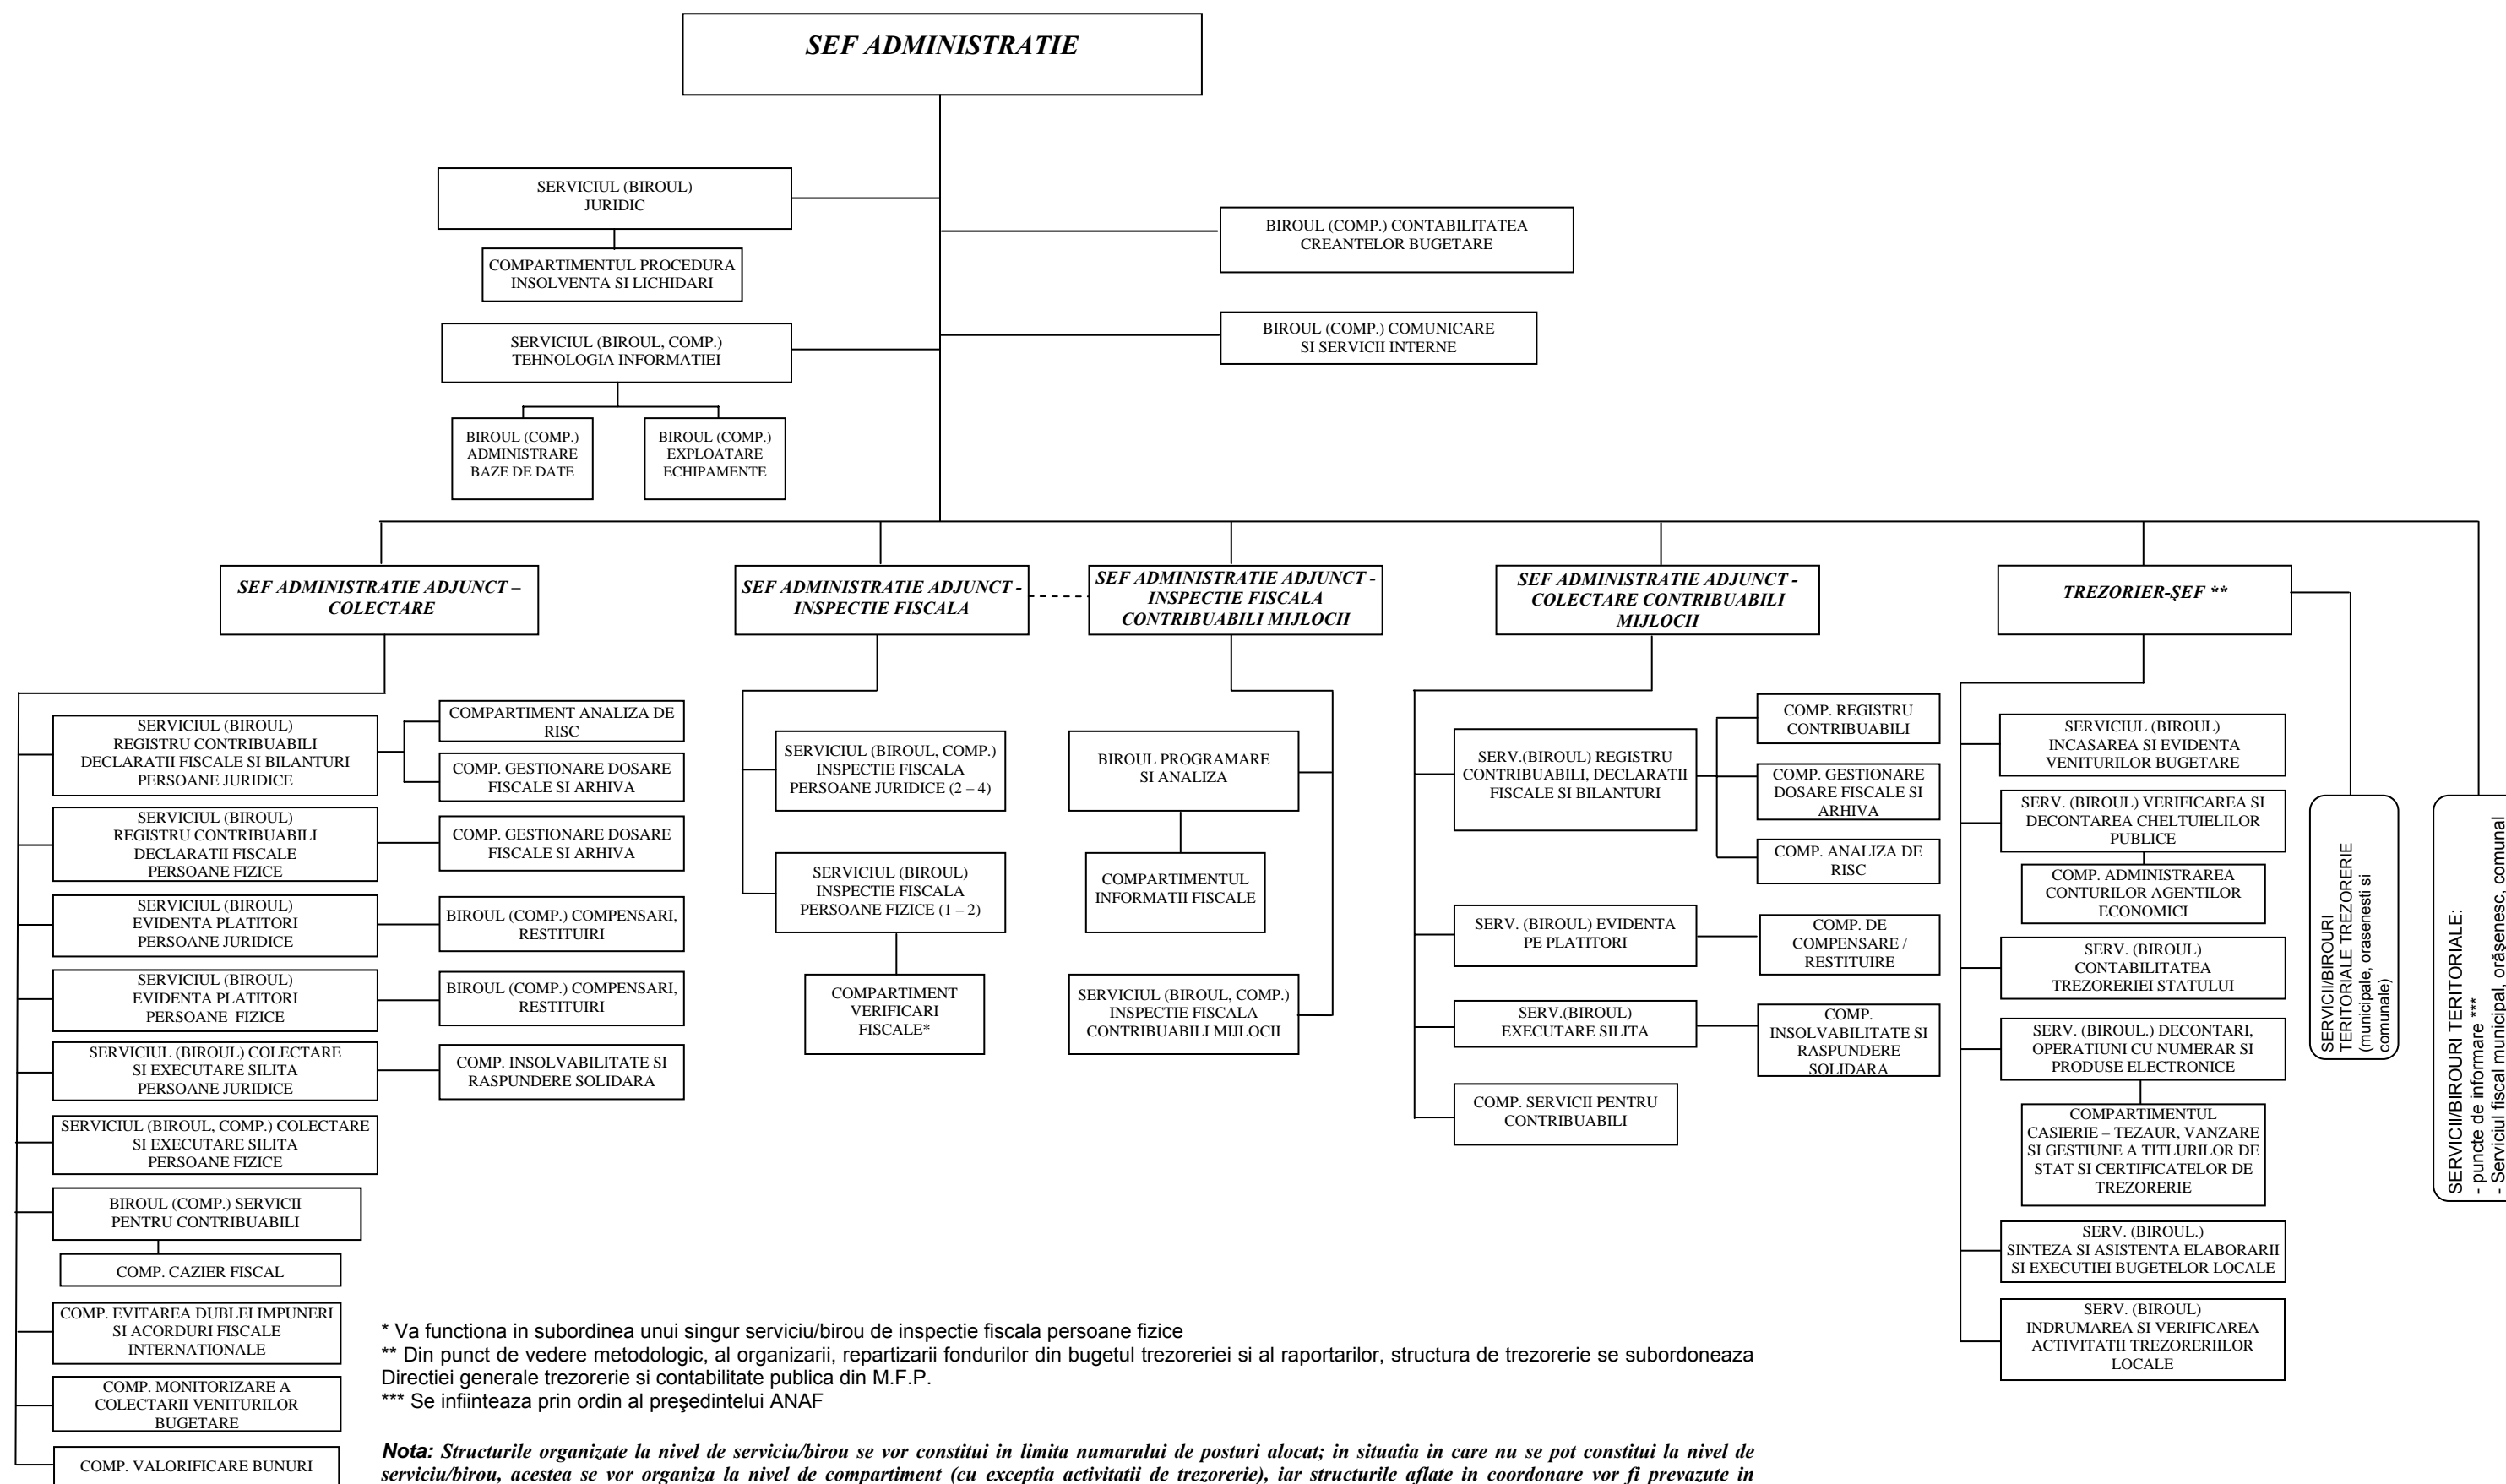 SEF ADMINISTRATIE
SERVICIUL (BIROUL)
JURIDIC
COMPARTIMENTUL PROCEDURA
INSOLVENTA SI LICHIDARI
BIROUL (COMP.) CONTABILITATEA
CREANTELOR BUGETARE
SERVICIUL (BIROUL, COMP.)
TEHNOLOGIA INFORMATIEI
BIROUL (COMP.) COMUNICARE
SI SERVICII INTERNE
BIROUL (COMP.)
ADMINISTRARE
BAZE DE DATE
BIROUL (COMP.)
EXPLOATARE
ECHIPAMENTE
SEF ADMINISTRATIE ADJUNCT –
COLECTARE
SEF ADMINISTRATIE ADJUNCT -
INSPECTIE FISCALA
SEF ADMINISTRATIE ADJUNCT -
INSPECTIE FISCALA
CONTRIBUABILI MIJLOCII
SEF ADMINISTRATIE ADJUNCT -
COLECTARE CONTRIBUABILI
MIJLOCII
TREZORIER-ŞEF **
SERVICIUL (BIROUL)
REGISTRU CONTRIBUABILI
DECLARATII FISCALE SI BILANTURI
PERSOANE JURIDICE
COMPARTIMENT ANALIZA DE
RISC
COMP. GESTIONARE DOSARE
FISCALE SI ARHIVA
SERVICIUL (BIROUL)
REGISTRU CONTRIBUABILI
DECLARATII FISCALE
PERSOANE FIZICE
COMP. GESTIONARE DOSARE
FISCALE SI ARHIVA
SERVICIUL (BIROUL)
EVIDENTA PLATITORI
PERSOANE JURIDICE
BIROUL (COMP.) COMPENSARI,
RESTITUIRI
SERVICIUL (BIROUL)
EVIDENTA PLATITORI
PERSOANE FIZICE
BIROUL (COMP.) COMPENSARI,
RESTITUIRI
SERVICIUL (BIROUL) COLECTARE
SI EXECUTARE SILITA
PERSOANE JURIDICE
COMP. INSOLVABILITATE SI
RASPUNDERE SOLIDARA
SERVICIUL (BIROUL, COMP.) COLECTARE
SI EXECUTARE SILITA
PERSOANE FIZICE
BIROUL (COMP.) SERVICII
PENTRU CONTRIBUABILI
COMP. CAZIER FISCAL
COMP. EVITAREA DUBLEI IMPUNERI
SI ACORDURI FISCALE
INTERNATIONALE
COMP. MONITORIZARE A
COLECTARII VENITURILOR
BUGETARE
COMP. VALORIFICARE BUNURI
SERVICIUL (BIROUL, COMP.)
INSPECTIE FISCALA
PERSOANE JURIDICE (2 – 4)
SERVICIUL (BIROUL)
INSPECTIE FISCALA
PERSOANE FIZICE (1 – 2)
COMPARTIMENT
VERIFICARI
FISCALE*
BIROUL PROGRAMARE
SI ANALIZA
COMPARTIMENTUL
INFORMATII FISCALE
SERVICIUL (BIROUL, COMP.)
INSPECTIE FISCALA
CONTRIBUABILI MIJLOCII
SERV.(BIROUL) REGISTRU
CONTRIBUABILI, DECLARATII
FISCALE SI BILANTURI
COMP. REGISTRU
CONTRIBUABILI
COMP. GESTIONARE
DOSARE FISCALE SI
ARHIVA
COMP. ANALIZA DE
RISC
SERV. (BIROUL) EVIDENTA
PE PLATITORI
COMP. DE
COMPENSARE /
RESTITUIRE
SERV.(BIROUL)
EXECUTARE SILITA
COMP.
INSOLVABILITATE SI
RASPUNDERE
SOLIDARA
COMP. SERVICII PENTRU
CONTRIBUABILI
SERVICIUL (BIROUL)
INCASAREA SI EVIDENTA
VENITURILOR BUGETARE
SERV. (BIROUL) VERIFICAREA SI
DECONTAREA CHELTUIELILOR
PUBLICE
COMP. ADMINISTRAREA
CONTURILOR AGENTILOR
ECONOMICI
SERV. (BIROUL)
CONTABILITATEA
TREZORERIEI STATULUI
SERV. (BIROUL.) DECONTARI,
OPERATIUNI CU NUMERAR SI
PRODUSE ELECTRONICE
COMPARTIMENTUL
CASIERIE – TEZAUR, VANZARE
SI GESTIUNE A TITLURILOR DE
STAT SI CERTIFICATELOR DE
TREZORERIE
SERV. (BIROUL.)
SINTEZA SI ASISTENTA ELABORARII
SI EXECUTIEI BUGETELOR LOCALE
SERV. (BIROUL)
INDRUMAREA SI VERIFICAREA
ACTIVITATII TREZORERIILOR
LOCALE
SERVICII/BIROURI
TERITORIALE TREZORERIE
(municipale, orasenesti si
comunale)
SERVICII/BIROURI TERITORIALE:
- puncte de informare ***
- Serviciul fiscal municipal, orăşenesc, comunal
* Va functiona in subordinea unui singur serviciu/birou de inspectie fiscala persoane fizice
** Din punct de vedere metodologic, al organizarii, repartizarii fondurilor din bugetul trezoreriei si al raportarilor, structura de trezorerie se subordoneaza
Directiei generale trezorerie si contabilitate publica din M.F.P.
*** Se infiinteaza prin ordin al preşedintelui ANAF
Nota: Structurile organizate la nivel de serviciu/birou se vor constitui in limita numarului de posturi alocat; in situatia in care nu se pot constitui la nivel de
serviciu/birou, acestea se vor organiza la nivel de compartiment (cu exceptia activitatii de trezorerie), iar structurile aflate in coordonare vor fi prevazute in